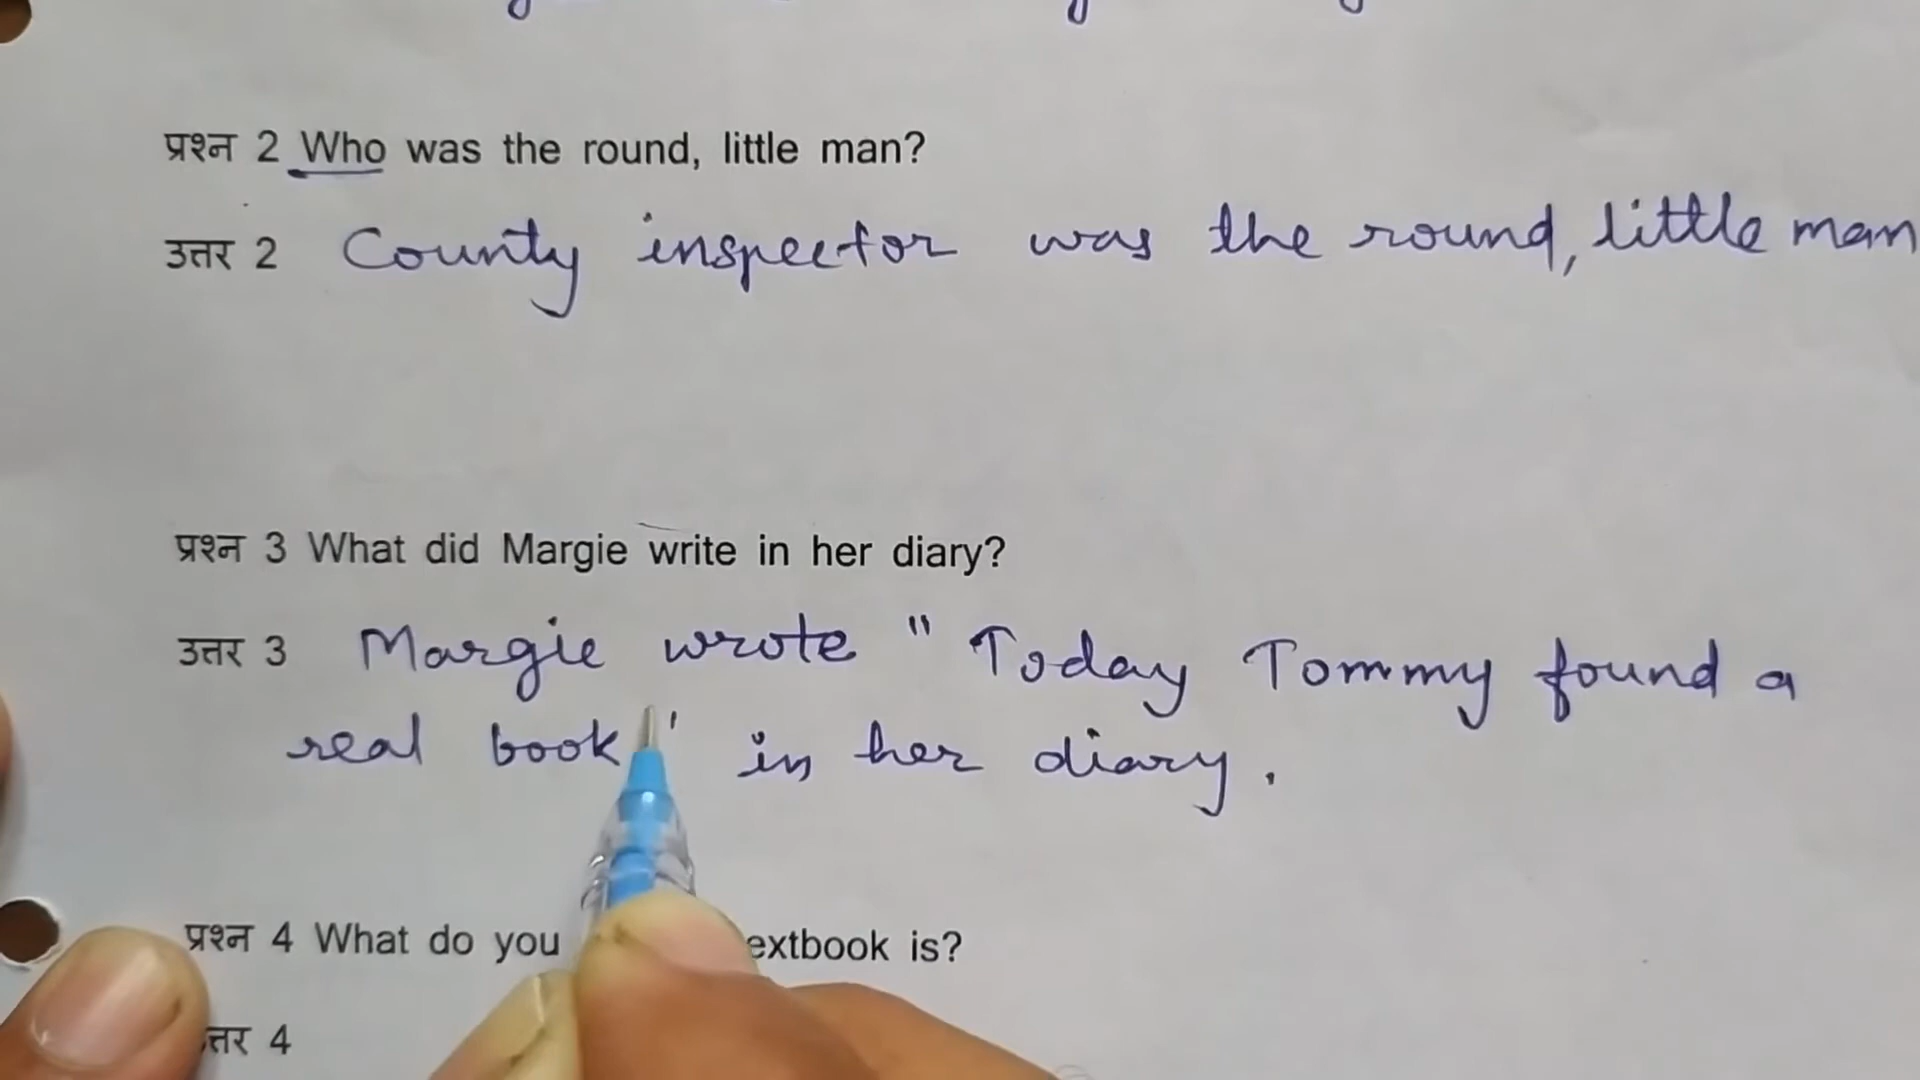 प्रश्न 2 Who was the round, little man?
उत्तर 2 County inspector was the round, little man
प्रश्न 3 What did Margie write in her diary?
उत्तर 3 Margie wrote " Today Tommy found a
real book" in her diary.
प्रश्न 4 What do you extbook is?
त्तर 4